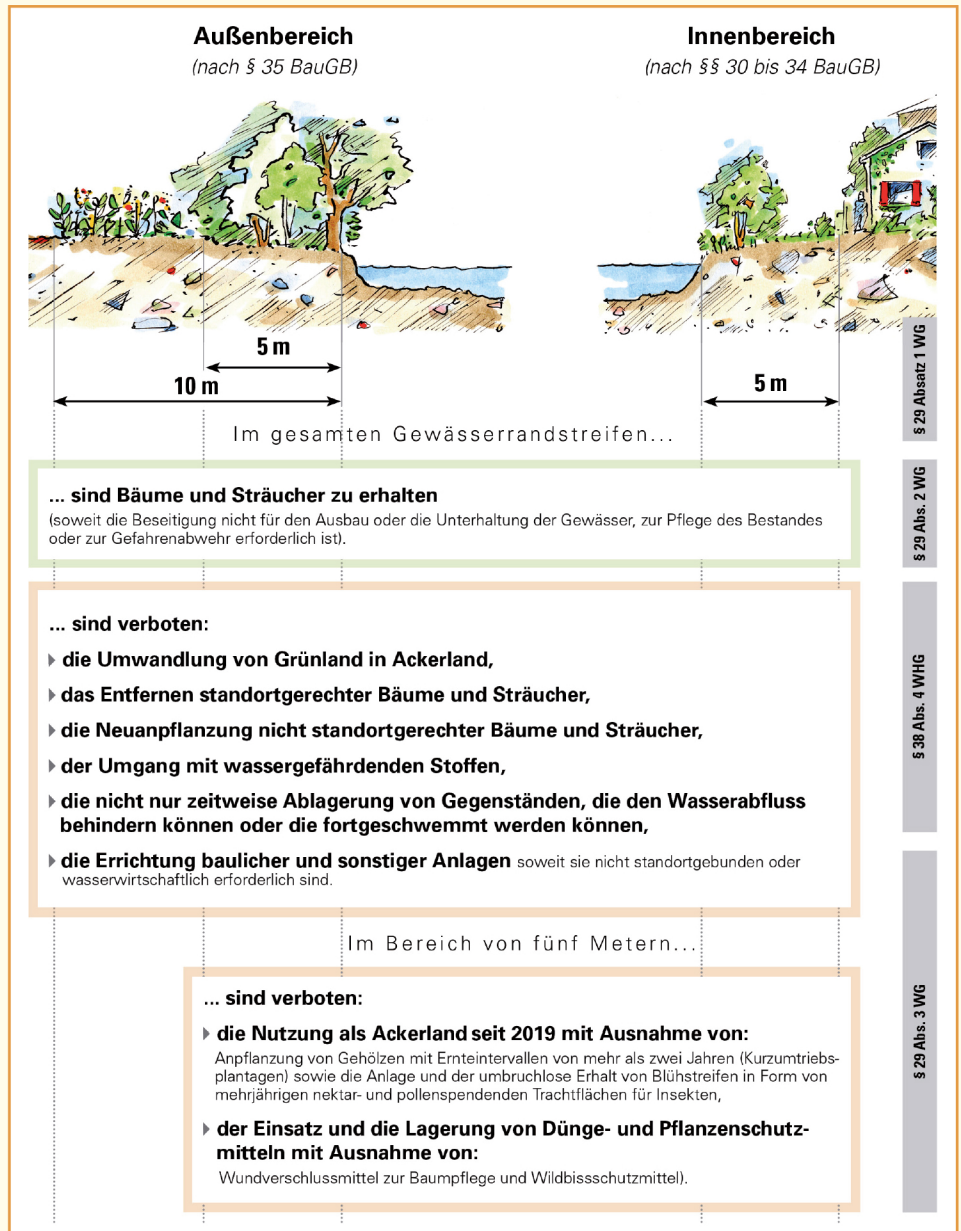 Außenbereich
(nach § 35 BauGB)
Innenbereich
(nach §§ 30 bis 34 BauGB)
5 m
10 m
5 m
§ 29 Absatz 1 WG
Im gesamten Gewässerrandstreifen...
... sind Bäume und Sträucher zu erhalten
(soweit die Beseitigung nicht für den Ausbau oder die Unterhaltung der Gewässer, zur Pflege des Bestandes
oder zur Gefahrenabwehr erforderlich ist).
§ 29 Abs. 2 WG
... sind verboten:
die Umwandlung von Grünland in Ackerland,
das Entfernen standortgerechter Bäume und Sträucher,
die Neuanpflanzung nicht standortgerechter Bäume und Sträucher,
der Umgang mit wassergefährdenden Stoffen,
die nicht nur zeitweise Ablagerung von Gegenständen, die den Wasserabfluss
behindern können oder die fortgeschwemmt werden können,
die Errichtung baulicher und sonstiger Anlagen soweit sie nicht standortgebunden oder
wasserwirtschaftlich erforderlich sind.
§ 38 Abs. 4 WHG
Im Bereich von fünf Metern...
... sind verboten:
die Nutzung als Ackerland seit 2019 mit Ausnahme von:
Anpflanzung von Gehölzen mit Ernteintervallen von mehr als zwei Jahren (Kurzumtriebs-
plantagen) sowie die Anlage und der umbruchlose Erhalt von Blühstreifen in Form von
mehrjährigen nektar- und pollenspendenden Trachtflächen für Insekten,
der Einsatz und die Lagerung von Dünge- und Pflanzenschutz-
mitteln mit Ausnahme von:
Wundverschlussmittel zur Baumpflege und Wildbissschutzmittel).
§ 29 Abs. 3 WG